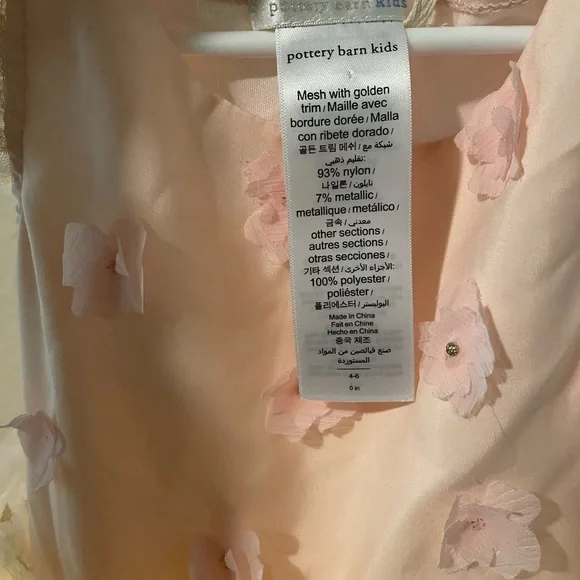 pottery barn kids
pottery barn kids
Mesh with golden
trim / Maille avec
bordure dorée / Malla
con ribete dorado /
골든 트림 메쉬 / شبكة مع
تقليم ذهبي:
93% nylon /
나일론 / نايلون /
7% metallic /
metallique / metálico /
금속 / معدني /
other sections /
autres sections /
otras secciones /
기타 섹션 / الأجزاء الأخرى:
100% polyester /
poliéster /
폴리에스터 / البوليستر
Made In China
Fait en Chine
Hecho en China
중국 제조
صنع فيالصين من المواد
المستوردة
4-6
0 in